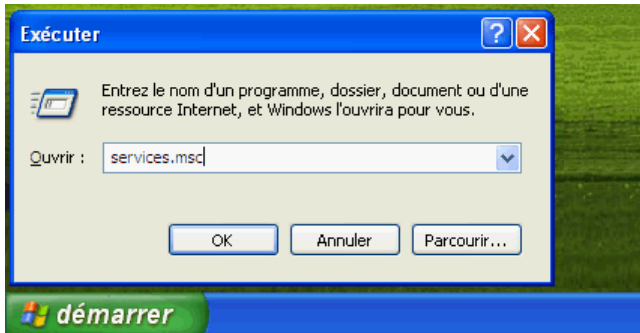 Exécuter
Entrez le nom d'un programme, dossier, document ou d'une
ressource Internet, et Windows l'ouvrira pour vous.
Ouvrir :
services.msc
OK
Annuler
Parcourir...
démarrer